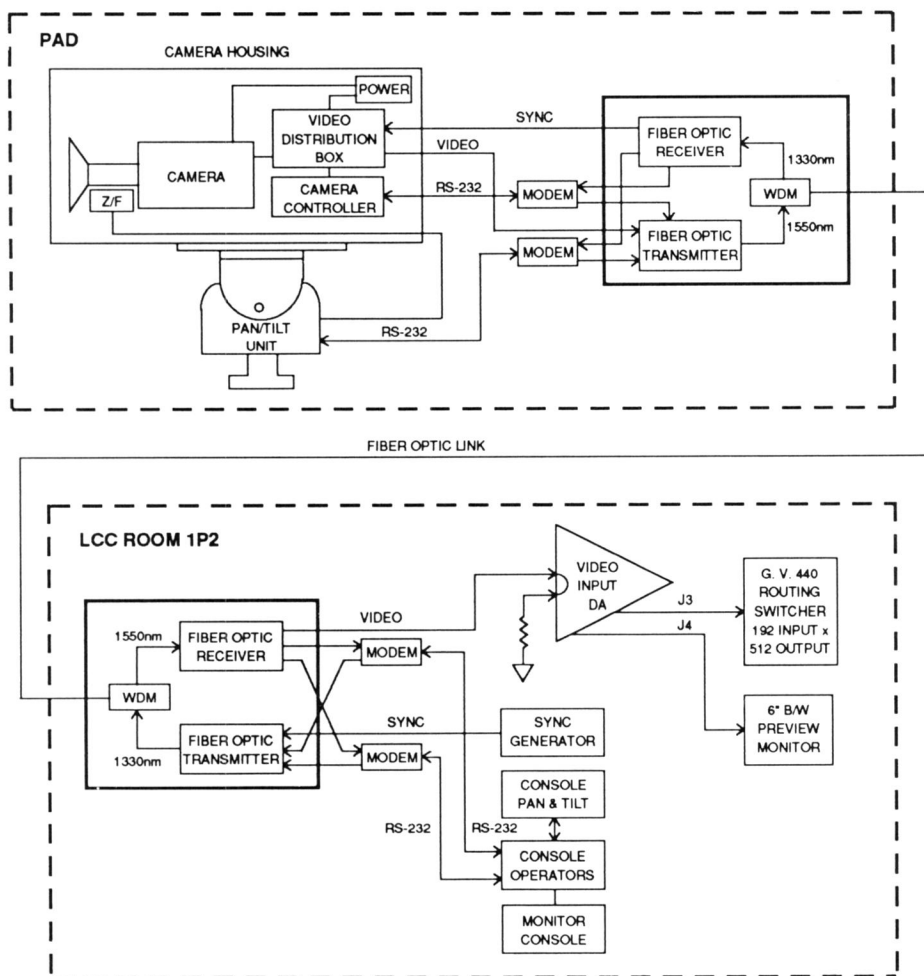 PAD
CAMERA HOUSING
POWER
VIDEO
DISTRIBUTION
BOX
CAMERA
CAMERA
CONTROLLER
Z/F
PAN/TILT
UNIT
SYNC
VIDEO
RS-232
MODEM
MODEM
RS-232
FIBER OPTIC
RECEIVER
1330nm
WDM
1550nm
FIBER OPTIC
TRANSMITTER
FIBER OPTIC LINK
LCC ROOM 1P2
1550nm
FIBER OPTIC
RECEIVER
WDM
FIBER OPTIC
TRANSMITTER
1330nm
VIDEO
MODEM
SYNC
MODEM
RS-232
RS-232
VIDEO
INPUT
DA
J3
J4
G. V. 440
ROUTING
SWITCHER
192 INPUT x
512 OUTPUT
6" B/W
PREVIEW
MONITOR
SYNC
GENERATOR
CONSOLE
PAN & TILT
CONSOLE
OPERATORS
MONITOR
CONSOLE